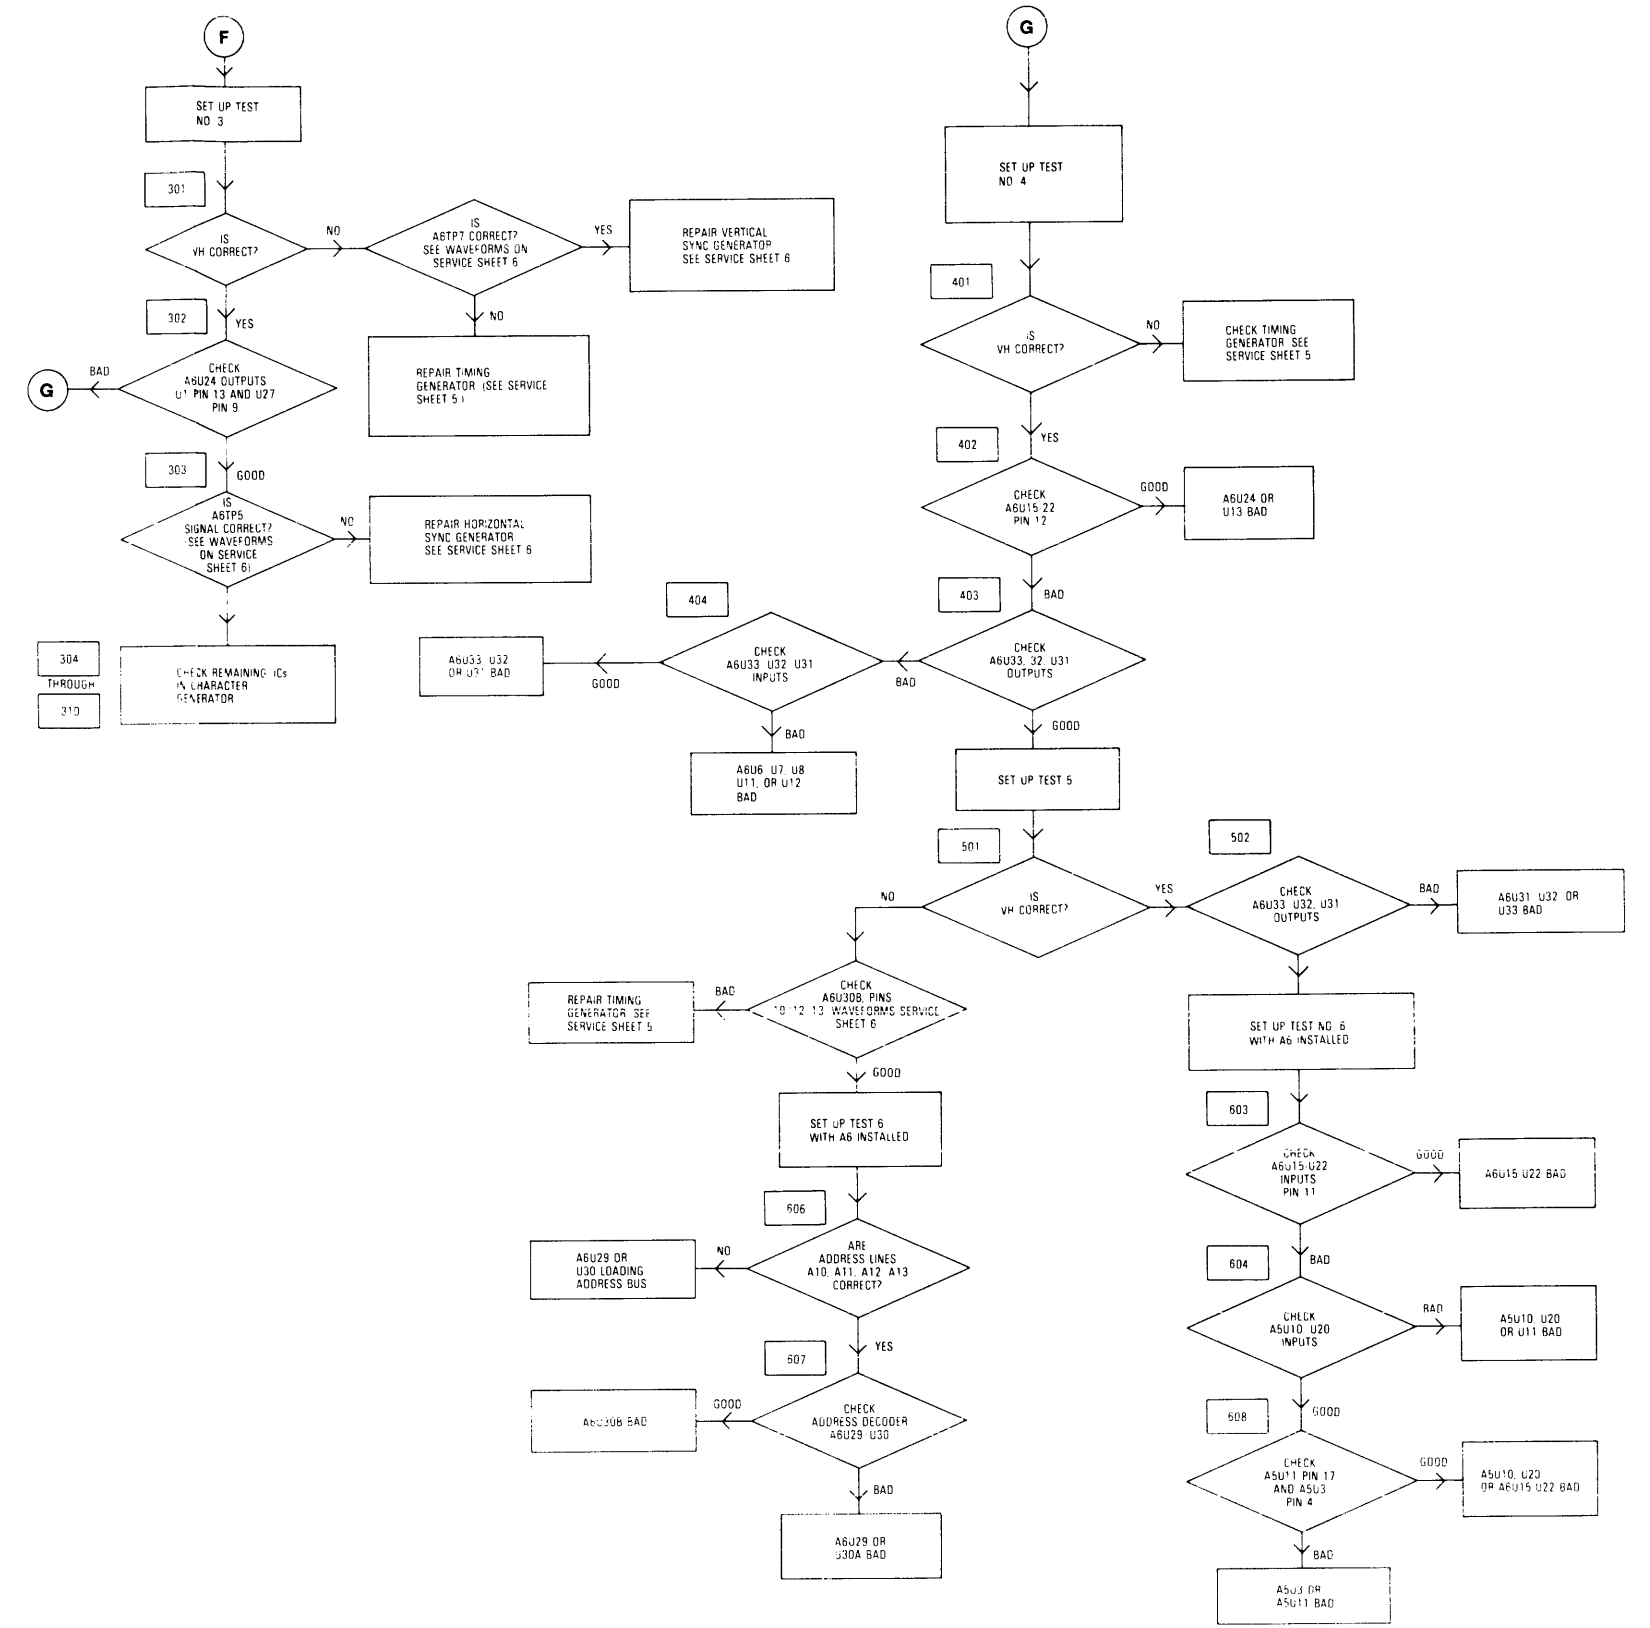 F
SET UP TEST
NO 3
301
IS
VH CORRECT?
NO
IS
A6TP7 CORRECT?
SEE WAVEFORMS ON
SERVICE SHEET 6
YES
REPAIR VERTICAL
SYNC GENERATOR
SEE SERVICE SHEET 6
NO
REPAIR TIMING
GENERATOR (SEE SERVICE
SHEET 5)
302
YES
CHECK
A6U24 OUTPUTS
U1 PIN 13 AND U27
PIN 9
BAD
G
303
GOOD
IS
A6TP5
SIGNAL CORRECT?
SEE WAVEFORMS
ON SERVICE
SHEET 6)
NO
REPAIR HORIZONTAL
SYNC GENERATOR
SEE SERVICE SHEET 6
304
THROUGH
310
CHECK REMAINING ICs
IN CHARACTER
GENERATOR
G
SET UP TEST
NO 4
401
IS
VH CORRECT?
NO
CHECK TIMING
GENERATOR SEE
SERVICE SHEET 5
402
YES
CHECK
A6U15-22
PIN 12
GOOD
A6U24 OR
U13 BAD
403
BAD
CHECK
A6U33, 32, U31
OUTPUTS
BAD
404
CHECK
A6U33 U32 U31
INPUTS
GOOD
A6U33 U32
OR U31 BAD
BAD
A6U6 U7, U8
U11, OR U12
BAD
GOOD
SET UP TEST 5
501
IS
VH CORRECT?
NO
YES
502
CHECK
A6U33 U32, U31
OUTPUTS
BAD
A6U31 U32 OR
U33 BAD
CHECK
A6U30B, PINS
10 12 13 WAVEFORMS SERVICE
SHEET 6
BAD
REPAIR TIMING
GENERATOR SEE
SERVICE SHEET 5
GOOD
SET UP TEST 6
WITH A6 INSTALLED
606
ARE
ADDRESS LINES
A10, A11, A12 A13
CORRECT?
NO
A6U29 OR
U30 LOADING
ADDRESS BUS
607
YES
CHECK
ADDRESS DECODER
A6U29 U30
GOOD
A6U30B BAD
BAD
A6U29 OR
U30A BAD
SET UP TEST NO 6
WITH A6 INSTALLED
603
CHECK
A6U15-U22
INPUTS
PIN 11
GOOD
A6U15-U22 BAD
604
BAD
CHECK
A5U10, U20
INPUTS
BAD
A5U10, U20
OR U11 BAD
608
GOOD
CHECK
A5U11 PIN 17
AND A5U3
PIN 4
GOOD
A5U10, U20
OR A6U15-U22 BAD
BAD
A5U3 OR
A5U11 BAD